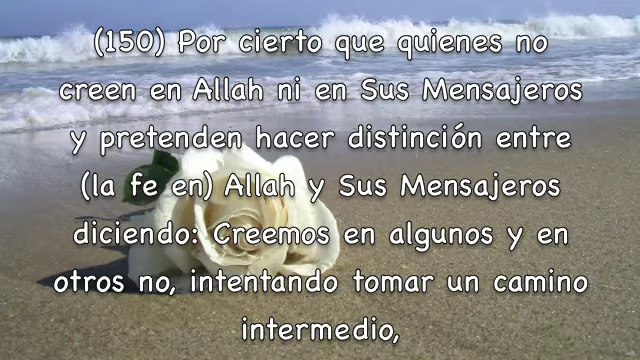 (150) Por cierto que quienes no
creen en Allah ni en Sus Mensajeros
y pretenden hacer distinción entre
(la fe en) Allah y Sus Mensajeros
diciendo: Creemos en algunos y en
otros no, intentando tomar un camino
intermedio,